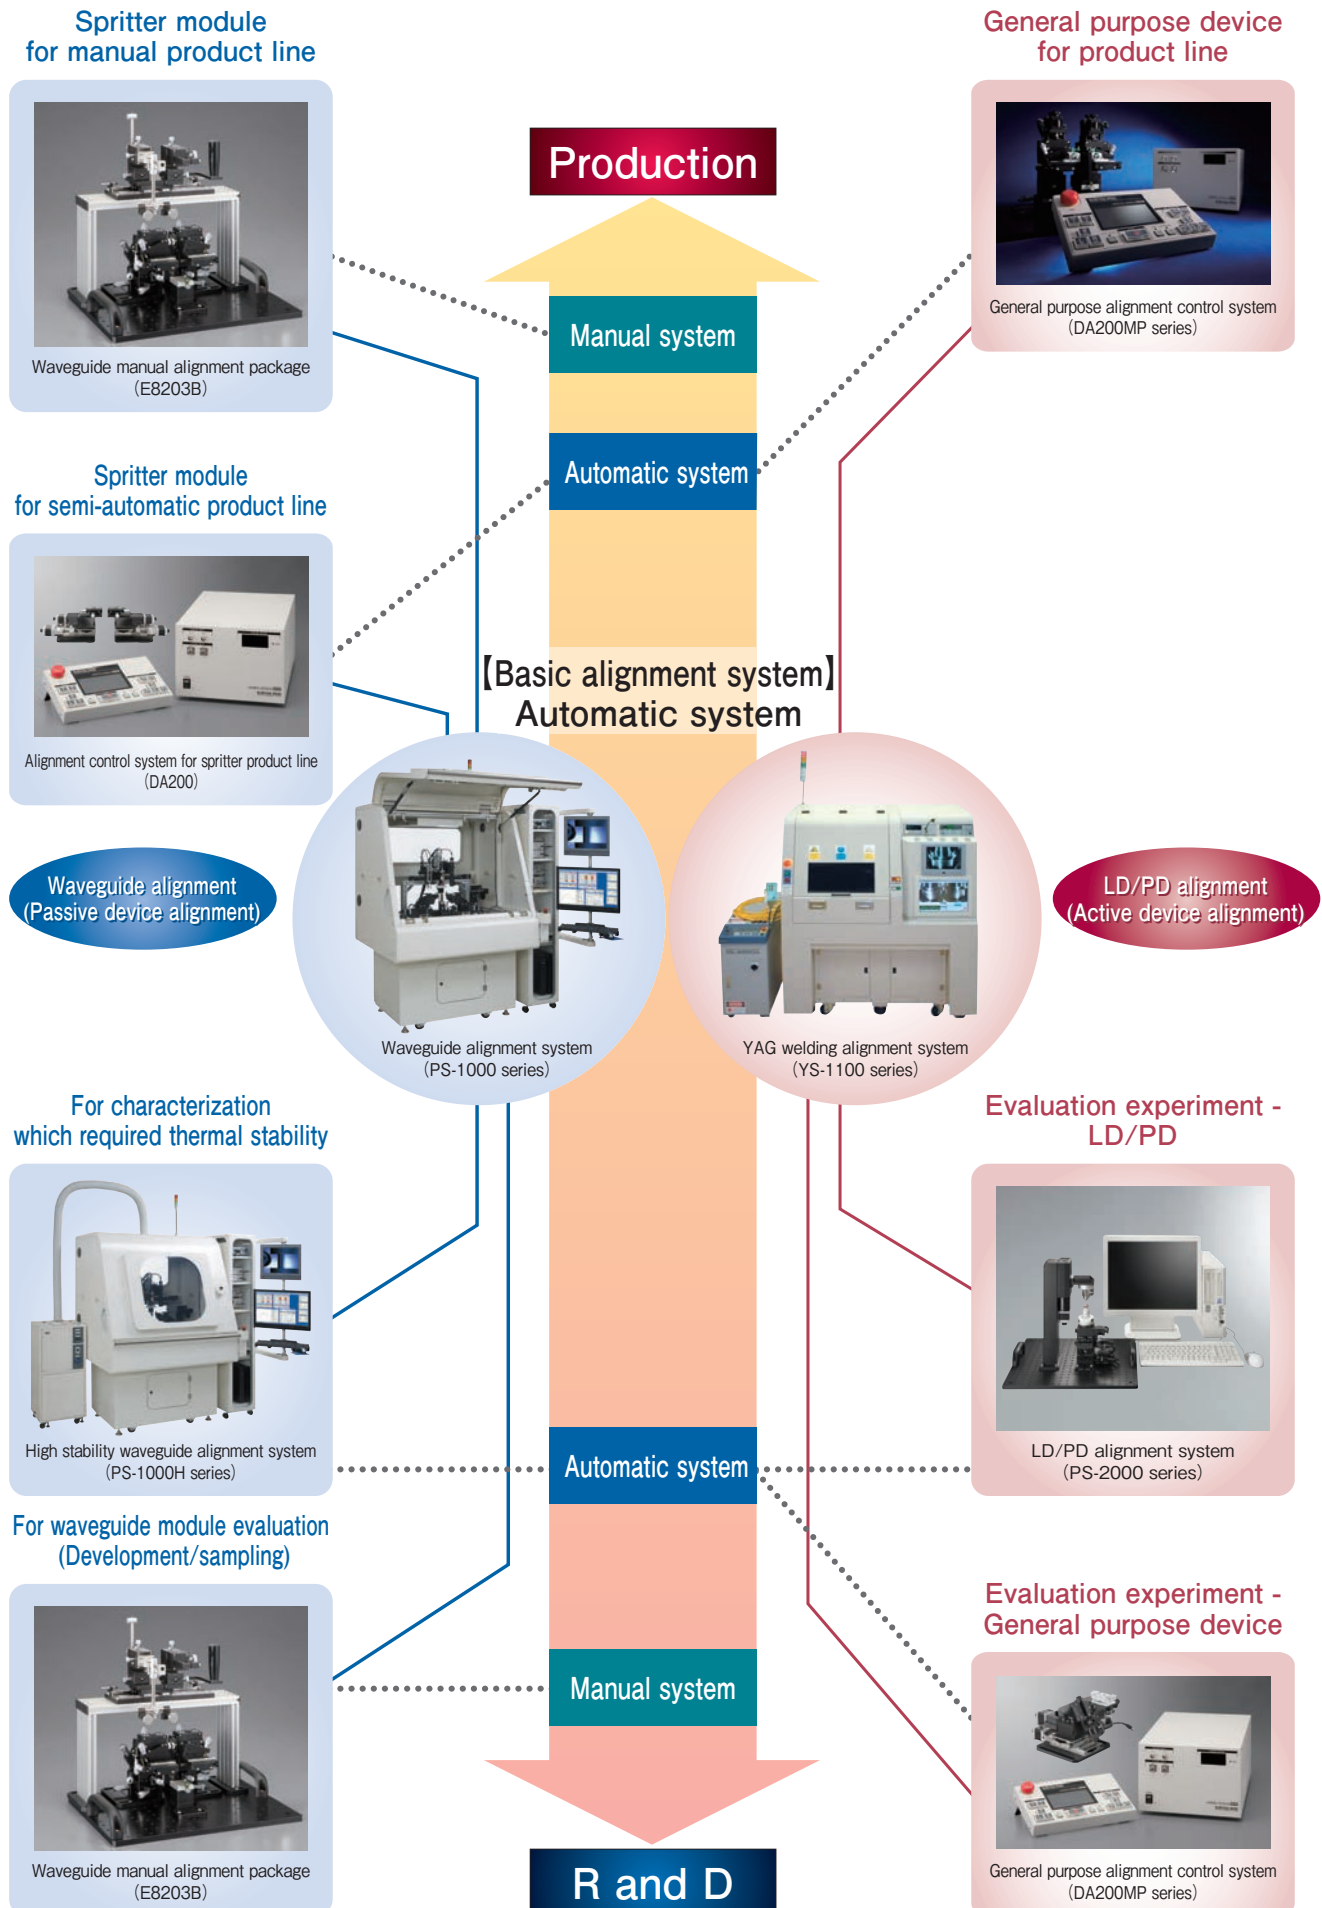 Spritter module
for manual product line
General purpose device
for product line
Production
Manual system
General purpose alignment control system
(DA200MP series)
Waveguide manual alignment package
(E8203B)
Automatic system
Spritter module
for semi-automatic product line
Alignment control system for spritter product line
(DA200)
【Basic alignment system】
Automatic system
Waveguide alignment
(Passive device alignment)
LD/PD alignment
(Active device alignment)
Waveguide alignment system
(PS-1000 series)
YAG welding alignment system
(YS-1100 series)
For characterization
which required thermal stability
Evaluation experiment -
LD/PD
High stability waveguide alignment system
(PS-1000H series)
Automatic system
LD/PD alignment system
(PS-2000 series)
For waveguide module evaluation
(Development/sampling)
Evaluation experiment -
General purpose device
Manual system
Waveguide manual alignment package
(E8203B)
General purpose alignment control system
(DA200MP series)
R and D